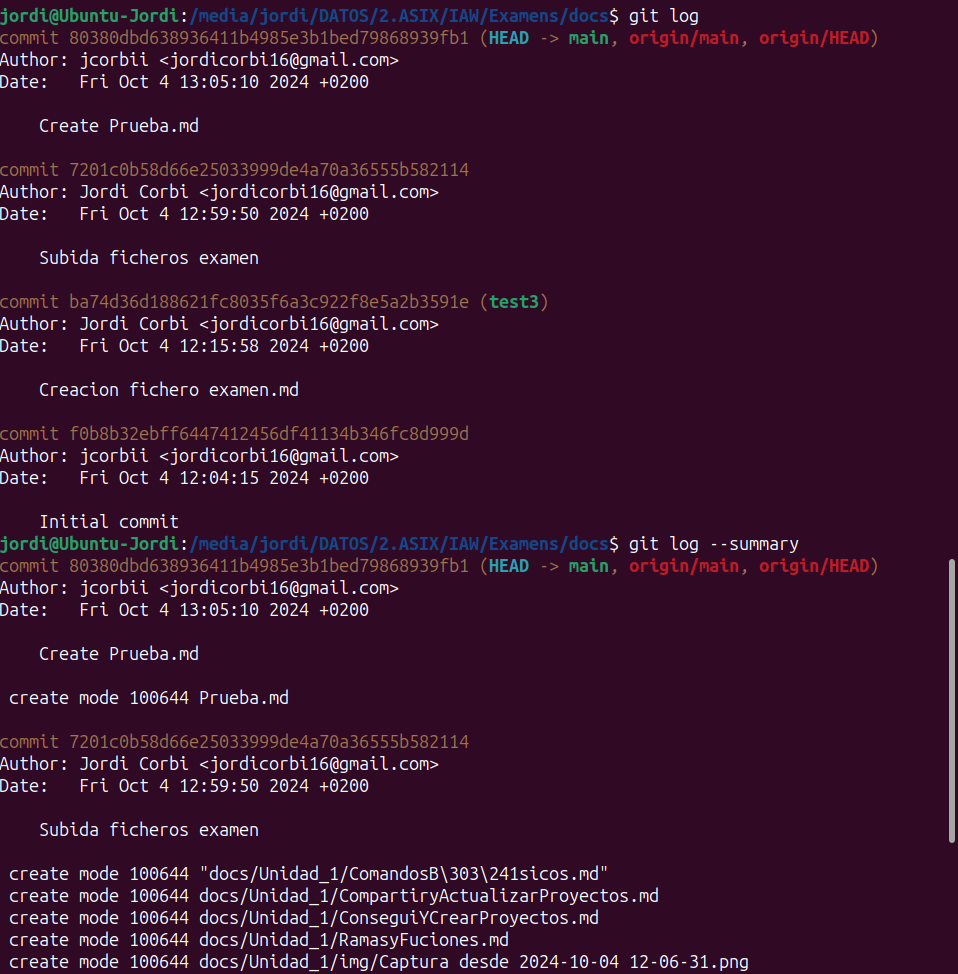 jordi@Ubuntu-Jordi:/media/jordi/DATOS/2.ASIX/IAW/Examens/docs$ git log
commit 80380dbd638936411b4985e3b1bed79868939fb1 (HEAD -> main, origin/main, origin/HEAD)
Author: jcorbii <jordicorbi16@gmail.com>
Date:   Fri Oct 4 13:05:10 2024 +0200
    Create Prueba.md
commit 7201c0b58d66e25033999de4a70a36555b582114
Author: Jordi Corbi <jordicorbi16@gmail.com>
Date:   Fri Oct 4 12:59:50 2024 +0200
    Subida ficheros examen
commit ba74d36d188621fc8035f6a3c922f8e5a2b3591e (test3)
Author: Jordi Corbi <jordicorbi16@gmail.com>
Date:   Fri Oct 4 12:15:58 2024 +0200
    Creacion fichero examen.md
commit f0b8b32ebff6447412456df41134b346fc8d999d
Author: jcorbii <jordicorbi16@gmail.com>
Date:   Fri Oct 4 12:04:15 2024 +0200
    Initial commit
jordi@Ubuntu-Jordi:/media/jordi/DATOS/2.ASIX/IAW/Examens/docs$ git log --summary
commit 80380dbd638936411b4985e3b1bed79868939fb1 (HEAD -> main, origin/main, origin/HEAD)
Author: jcorbii <jordicorbi16@gmail.com>
Date:   Fri Oct 4 13:05:10 2024 +0200
    Create Prueba.md
 create mode 100644 Prueba.md
commit 7201c0b58d66e25033999de4a70a36555b582114
Author: Jordi Corbi <jordicorbi16@gmail.com>
Date:   Fri Oct 4 12:59:50 2024 +0200
    Subida ficheros examen
 create mode 100644 "docs/Unidad_1/ComandosB\303\241sicos.md"
 create mode 100644 docs/Unidad_1/CompartiryActualizarProyectos.md
 create mode 100644 docs/Unidad_1/ConseguiYCrearProyectos.md
 create mode 100644 docs/Unidad_1/RamasyFuciones.md
 create mode 100644 docs/Unidad_1/img/Captura desde 2024-10-04 12-06-31.png